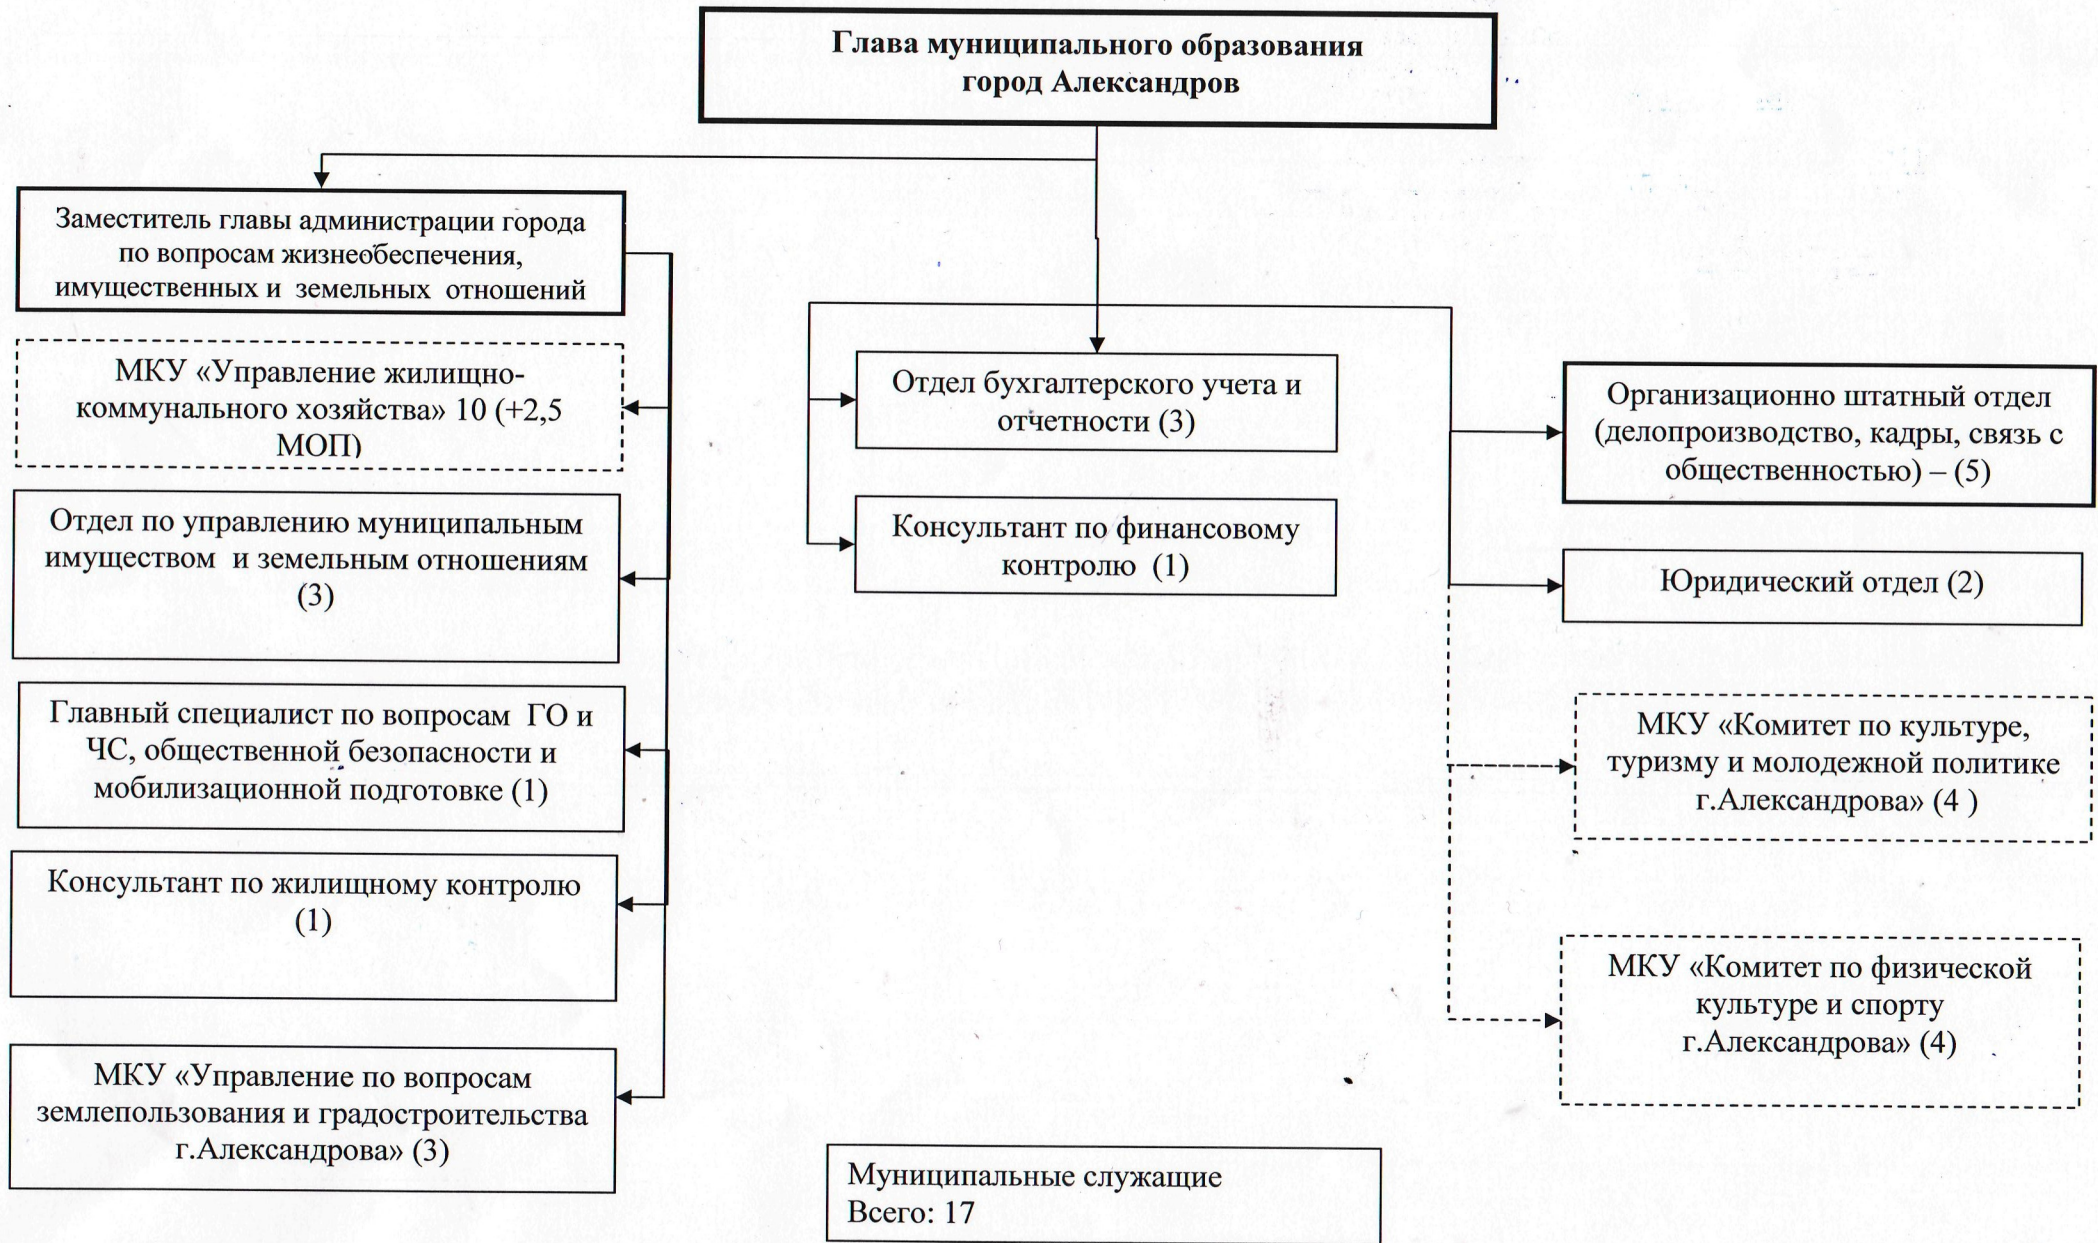 Глава муниципального образования
город Александров
Заместитель главы администрации города
по вопросам жизнеобеспечения,
имущественных и земельных отношений
МКУ «Управление жилищно-
коммунального хозяйства» 10 (+2,5
МОП)
Отдел по управлению муниципальным
имуществом и земельным отношениям
(3)
Главный специалист по вопросам ГО и
ЧС, общественной безопасности и
мобилизационной подготовке (1)
Консультант по жилищному контролю
(1)
МКУ «Управление по вопросам
землепользования и градостроительства
г.Александрова» (3)
Отдел бухгалтерского учета и
отчетности (3)
Консультант по финансовому
контролю (1)
Организационно штатный отдел
(делопроизводство, кадры, связь с
общественностью) – (5)
Юридический отдел (2)
МКУ «Комитет по культуре,
туризму и молодежной политике
г.Александрова» (4 )
МКУ «Комитет по физической
культуре и спорту
г.Александрова» (4)
Муниципальные служащие
Всего: 17